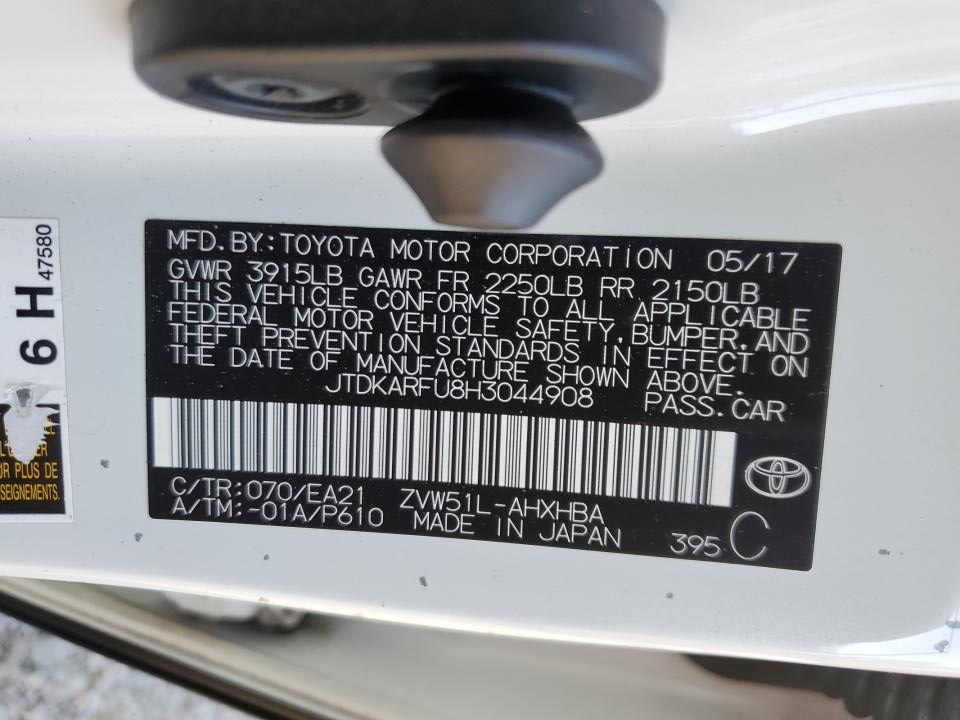 MFD.BY:TOYOTA MOTOR CORPORATION 05/17
GVWR 3915LB GAWR FR 2250LB RR 2150LB
THIS VEHICLE CONFORMS TO ALL APPLICABLE
FEDERAL MOTOR VEHICLE SAFETY,BUMPER,AND
THEFT PREVENTION STANDARDS IN EFFECT ON
THE DATE OF MANUFACTURE SHOWN ABOVE.
JTDKARFU8H3044908 PASS.CAR
C/TR:070/EA21 ZVW51L-AHXHBA
A/TM:-01A/P610 MADE IN JAPAN 395 C
6 H 47580
UR PLUS DE
SEIGNEMENTS.